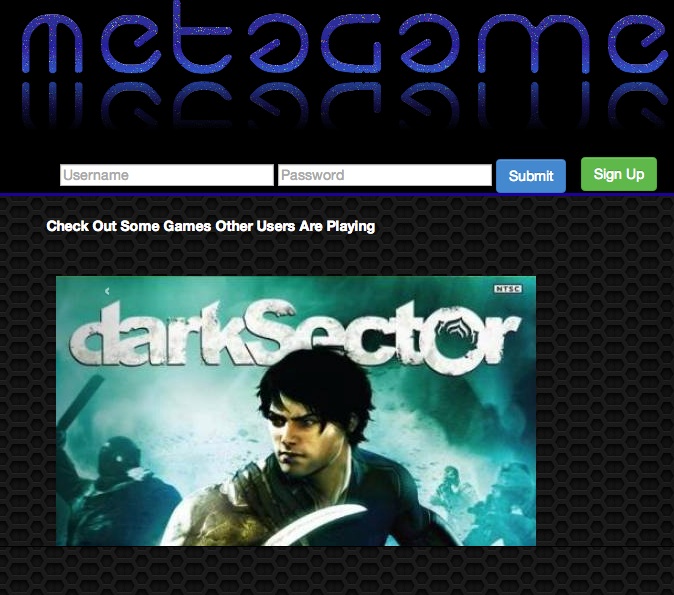 metagame
Username Password Submit Sign Up
Check Out Some Games Other Users Are Playing
NTSC
darkSector